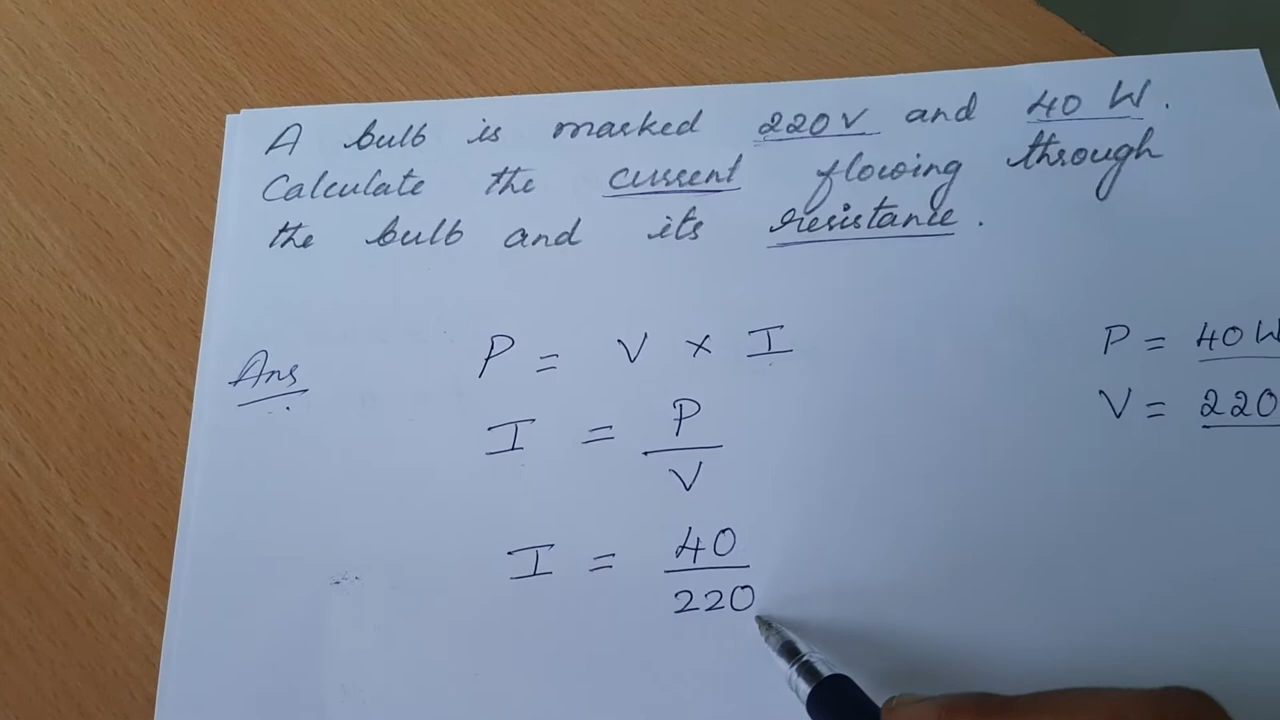 A bulb is marked 220V and 40 W.
Calculate the current flowing through
the bulb and its resistance.
Ans
P = V × I
P = 40W
I = P/V
V = 220
I = 40/220